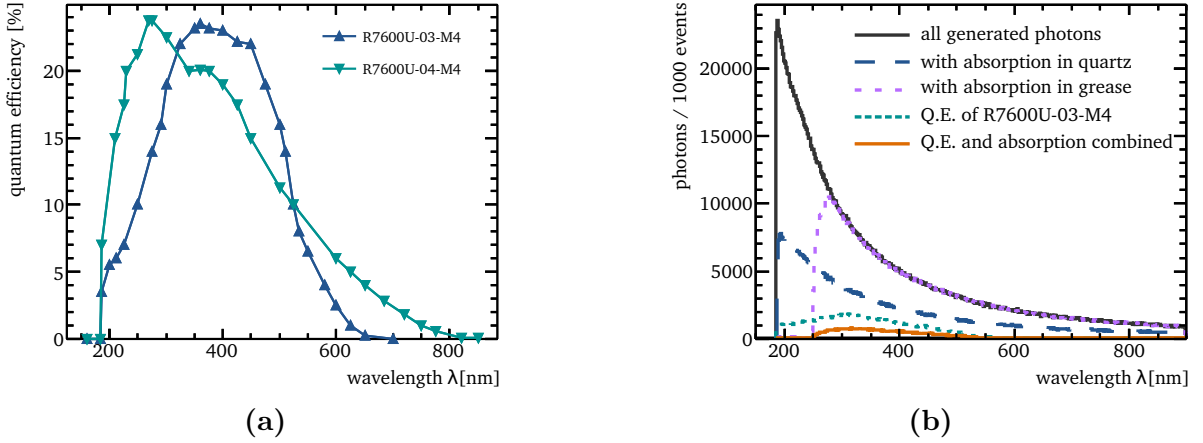 quantum efficiency [%]
20
15
10
5
0
R7600U-03-M4
R7600U-04-M4
200
400
600
800
wavelength λ[nm]
(a)
photons / 1000 events
20000
15000
10000
5000
0
all generated photons
with absorption in quartz
with absorption in grease
Q.E. of R7600U-03-M4
Q.E. and absorption combined
200
400
600
800
wavelength λ[nm]
(b)